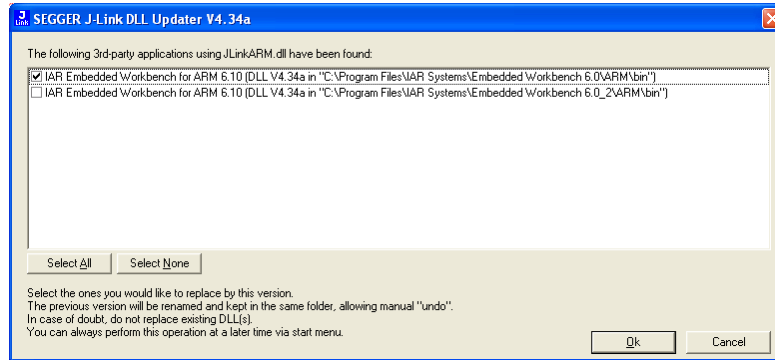 J Link SEGGER J-Link DLL Updater V4.34a
The following 3rd-party applications using JLinkARM.dll have been found:
IAR Embedded Workbench for ARM 6.10 (DLL V4.34a in "C:\Program Files\IAR Systems\Embedded Workbench 6.0\ARM\bin")
IAR Embedded Workbench for ARM 6.10 (DLL V4.34a in "C:\Program Files\IAR Systems\Embedded Workbench 6.0_2\ARM\bin")
Select All Select None
Select the ones you would like to replace by this version.
The previous version will be renamed and kept in the same folder, allowing manual "undo".
In case of doubt, do not replace existing DLL(s).
You can always perform this operation at a later time via start menu.
Ok Cancel